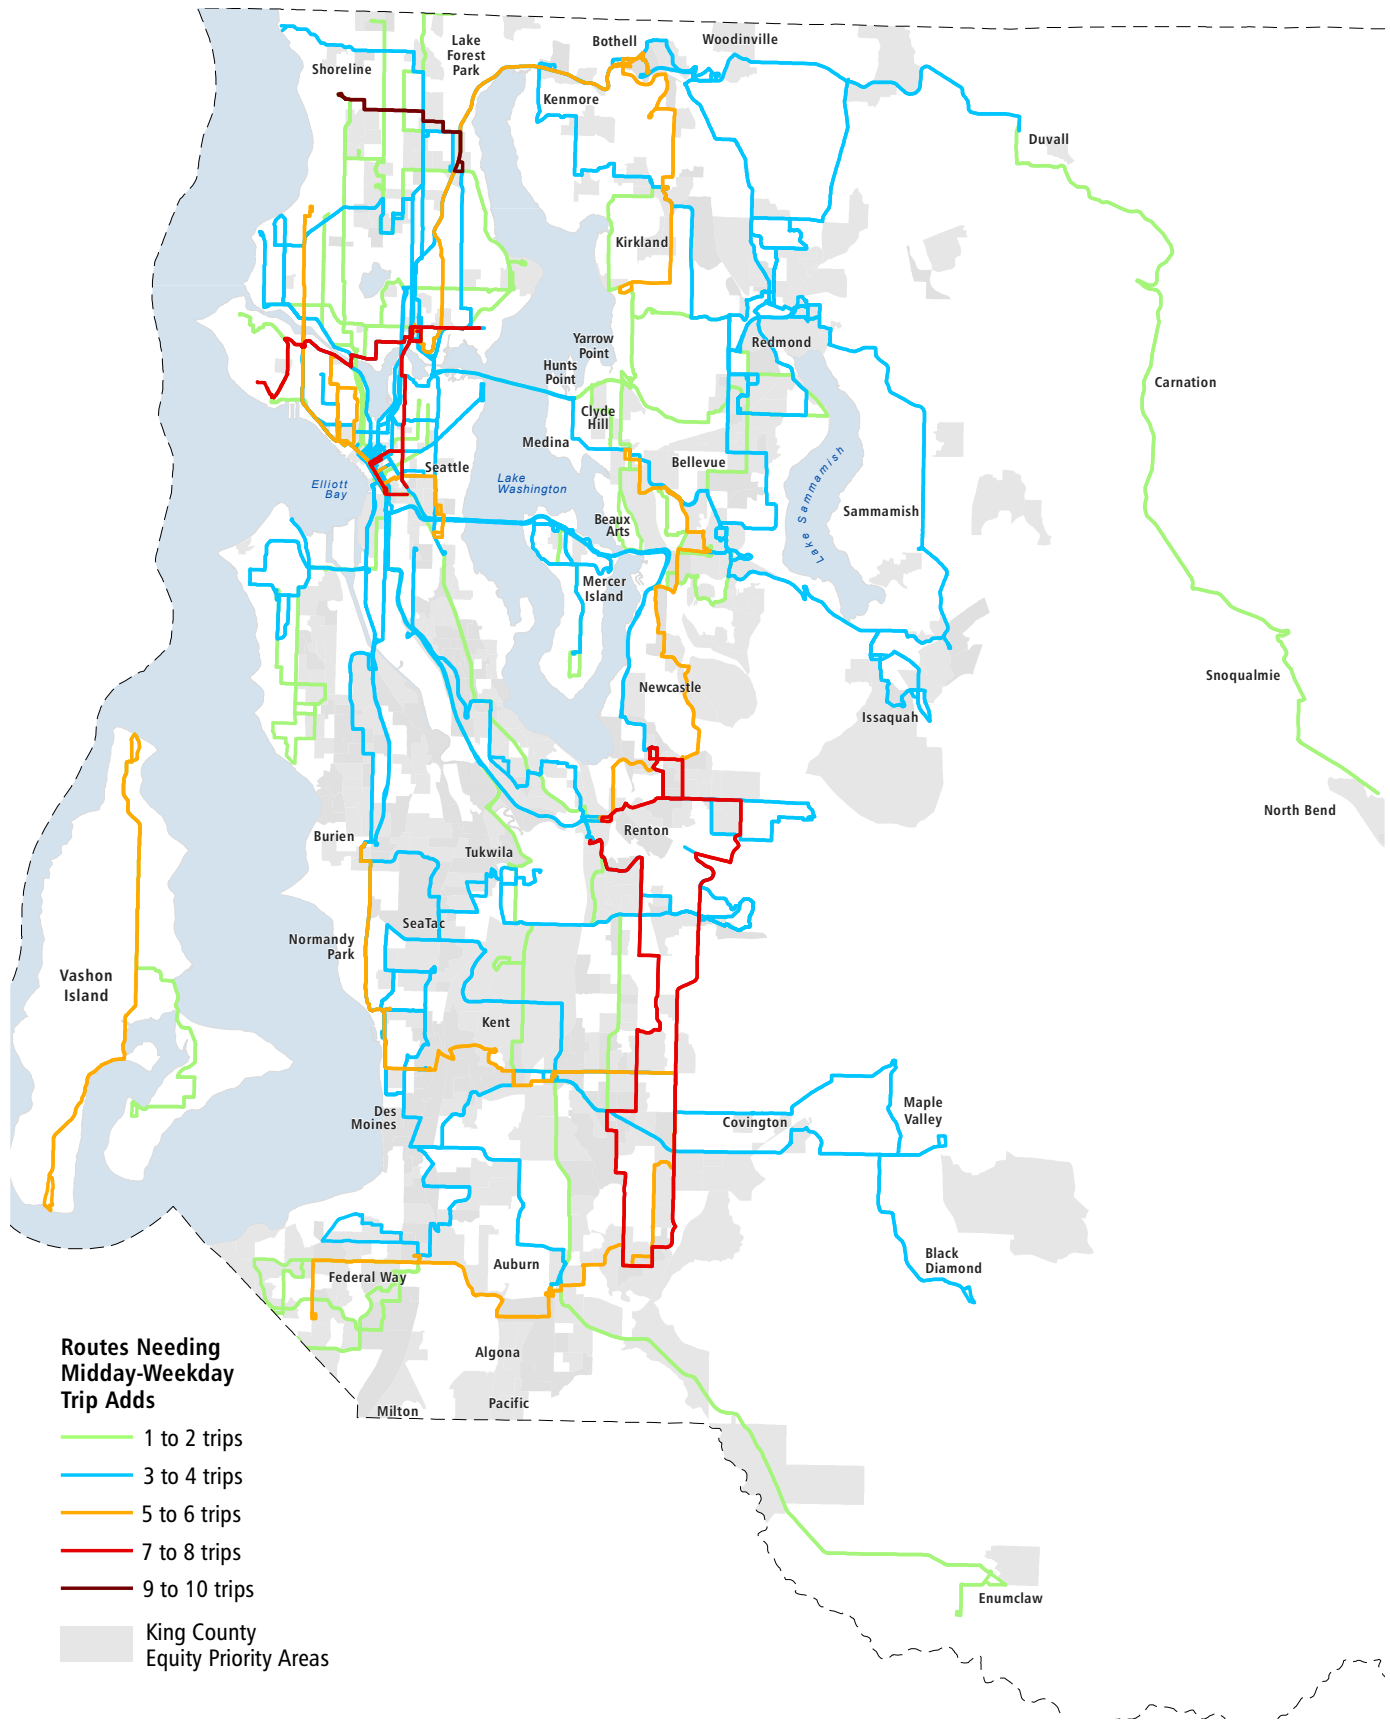 Lake
Forest
Park
Bothell
Woodinville
Shoreline
Kenmore
Duvall
Kirkland
Yarrow
Point
Redmond
Hunts
Point
Carnation
Clyde
Hill
Medina
Seattle
Bellevue
Elliott
Bay
Lake
Washington
Lake Sammamish
Sammamish
Beaux
Arts
Mercer
Island
Snoqualmie
Newcastle
Issaquah
North Bend
Burien
Renton
Tukwila
SeaTac
Normandy
Park
Vashon
Island
Kent
Des
Moines
Covington
Maple
Valley
Black
Diamond
Auburn
Federal Way
Algona
Pacific
Milton
Enumclaw
Routes Needing
Midday-Weekday
Trip Adds
1 to 2 trips
3 to 4 trips
5 to 6 trips
7 to 8 trips
9 to 10 trips
King County
Equity Priority Areas